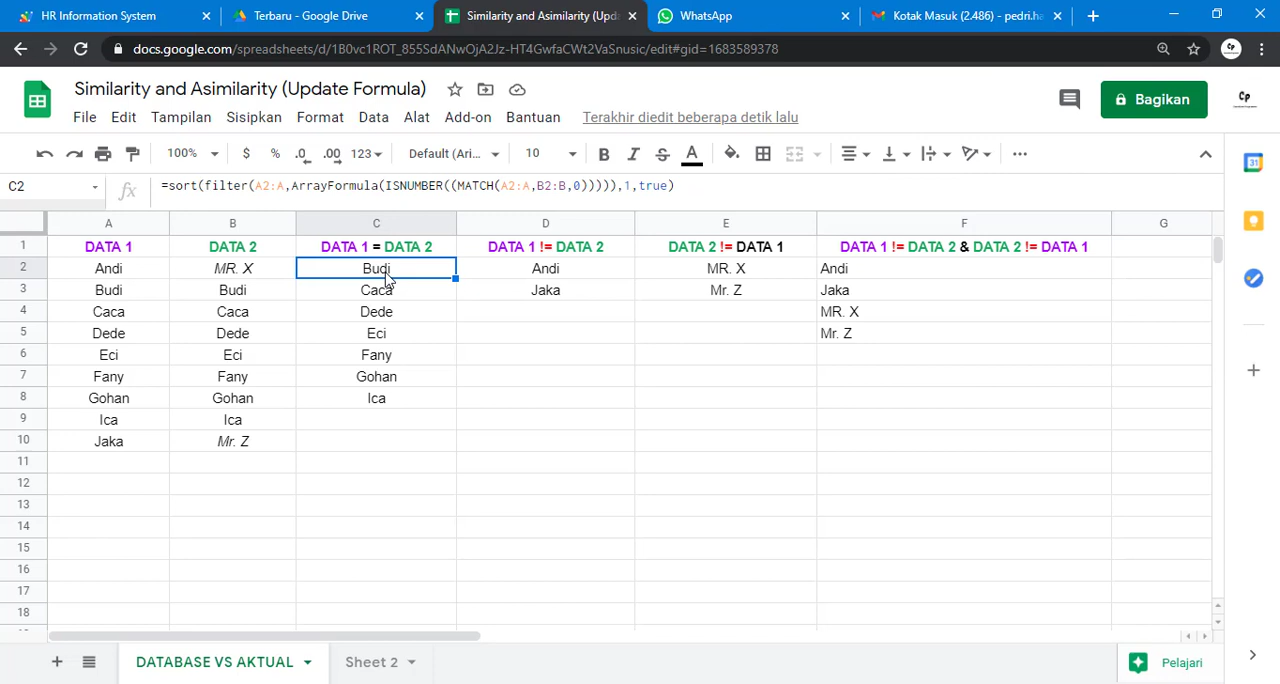 HR Information System
Terbaru - Google Drive
Similarity and Asimilarity (Upda
WhatsApp
Kotak Masuk (2.486) - pedri.ha
docs.google.com/spreadsheets/d/1B0vc1ROT_855SdANwOjA2Jz-HT4GwfaCWt2VaSnusic/edit#gid=1683589378
Similarity and Asimilarity (Update Formula)
Bagikan
File Edit Tampilan Sisipkan Format Data Alat Add-on Bantuan Terakhir diedit beberapa detik lalu
100% $ % .0 .00 123 Default (Ari... 10 B I S A
C2 fx =sort(filter(A2:A,ArrayFormula(ISNUMBER((MATCH(A2:A,B2:B,0))))),1,true)
A B C D E F G
1 DATA 1 DATA 2 DATA 1 = DATA 2 DATA 1 != DATA 2 DATA 2 != DATA 1 DATA 1 != DATA 2 & DATA 2 != DATA 1
2 Andi MR. X Budi Andi MR. X Andi
3 Budi Budi Caca Jaka Mr. Z Jaka
4 Caca Caca Dede MR. X
5 Dede Dede Eci Mr. Z
6 Eci Eci Fany
7 Fany Fany Gohan
8 Gohan Gohan Ica
9 Ica Ica
10 Jaka Mr. Z
11
12
13
14
15
16
17
18
DATABASE VS AKTUAL Sheet 2 Pelajari